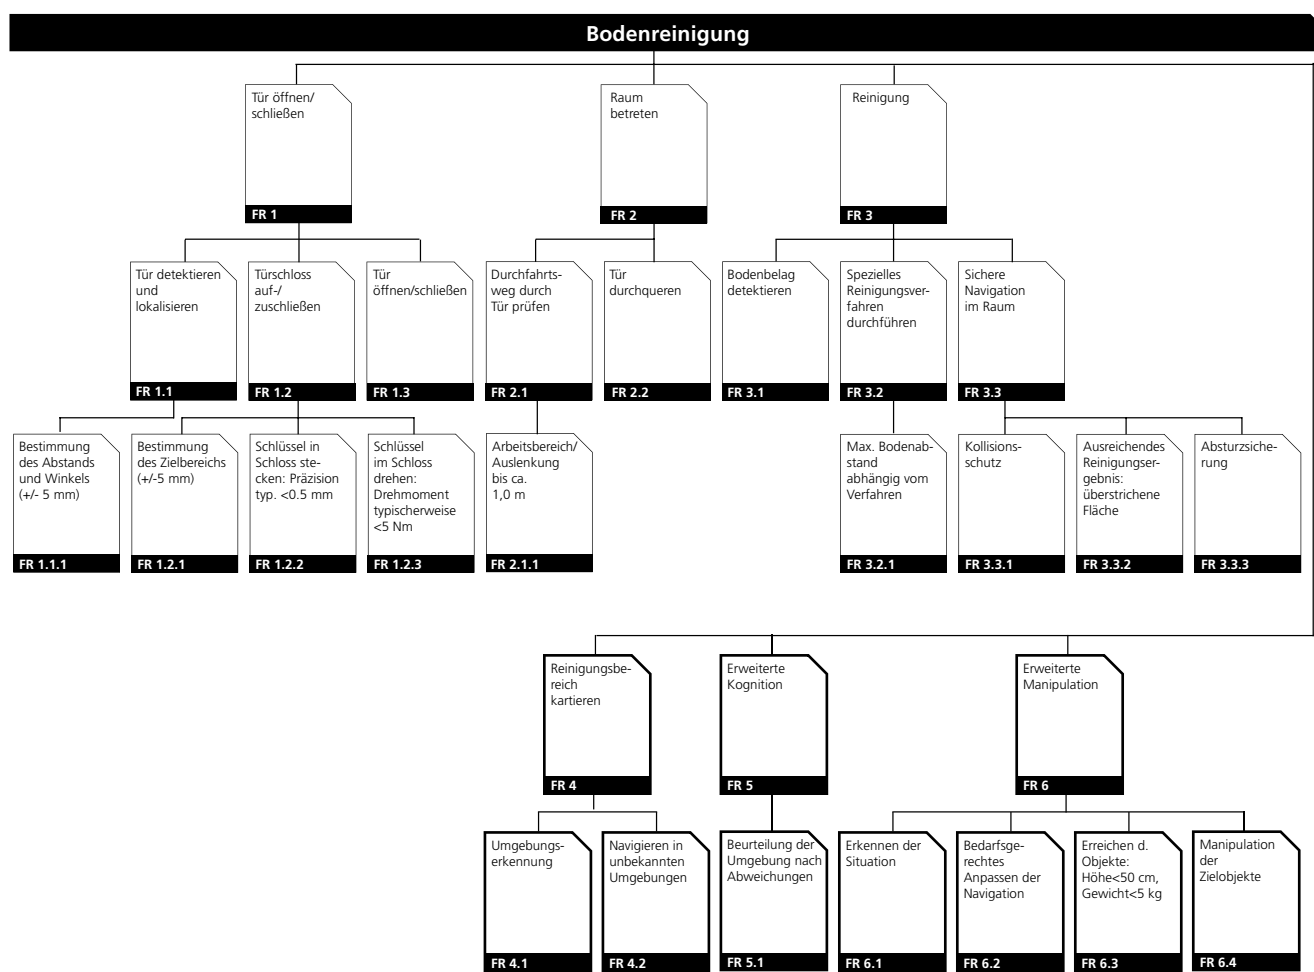 Bodenreinigung
Tür öffnen/
schließen
FR 1
Raum
betreten
FR 2
Reinigung
FR 3
Tür detektieren
und
lokalisieren
FR 1.1
Türschloss
auf-/
zuschließen
FR 1.2
Tür
öffnen/schließen
FR 1.3
Durchfahrts-
weg durch
Tür prüfen
FR 2.1
Tür
durchqueren
FR 2.2
Bodenbelag
detektieren
FR 3.1
Spezielles
Reinigungsver-
fahren
durchführen
FR 3.2
Sichere
Navigation
im Raum
FR 3.3
Bestimmung
des Abstands
und Winkels
(+/- 5 mm)
FR 1.1.1
Bestimmung
des Zielbereichs
(+/-5 mm)
FR 1.2.1
Schlüssel in
Schloss ste-
cken: Präzision
typ. <0.5 mm
FR 1.2.2
Schlüssel
im Schloss
drehen:
Drehmoment
typischerweise
<5 Nm
FR 1.2.3
Arbeitsbereich/
Auslenkung
bis ca.
1,0 m
FR 2.1.1
Max. Bodenab-
stand
abhängig vom
Verfahren
FR 3.2.1
Kollisions-
schutz
FR 3.3.1
Ausreichendes
Reinigungser-
gebnis:
überstrichene
Fläche
FR 3.3.2
Absturzsiche-
rung
FR 3.3.3
Reinigungsbe-
reich
kartieren
FR 4
Erweiterte
Kognition
FR 5
Erweiterte
Manipulation
FR 6
Umgebungs-
erkennung
FR 4.1
Navigieren in
unbekannten
Umgebungen
FR 4.2
Beurteilung der
Umgebung nach
Abweichungen
FR 5.1
Erkennen der
Situation
FR 6.1
Bedarfsge-
rechtes
Anpassen der
Navigation
FR 6.2
Erreichen d.
Objekte:
Höhe<50 cm,
Gewicht<5 kg
FR 6.3
Manipulation
der
Zielobjekte
FR 6.4